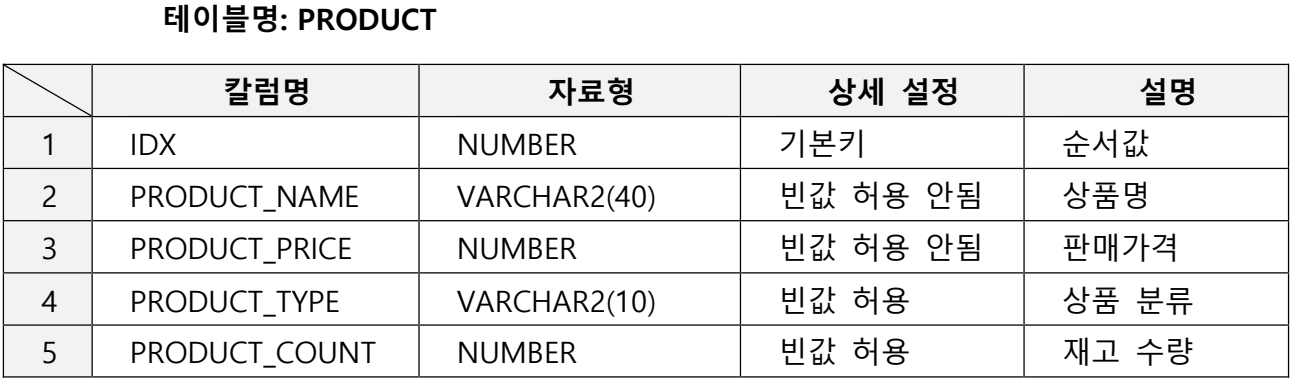 테이블명: PRODUCT
칼럼명 자료형 상세 설정 설명
1 IDX NUMBER 기본키 순서값
2 PRODUCT_NAME VARCHAR2(40) 빈값 허용 안됨 상품명
3 PRODUCT_PRICE NUMBER 빈값 허용 안됨 판매가격
4 PRODUCT_TYPE VARCHAR2(10) 빈값 허용 상품 분류
5 PRODUCT_COUNT NUMBER 빈값 허용 재고 수량